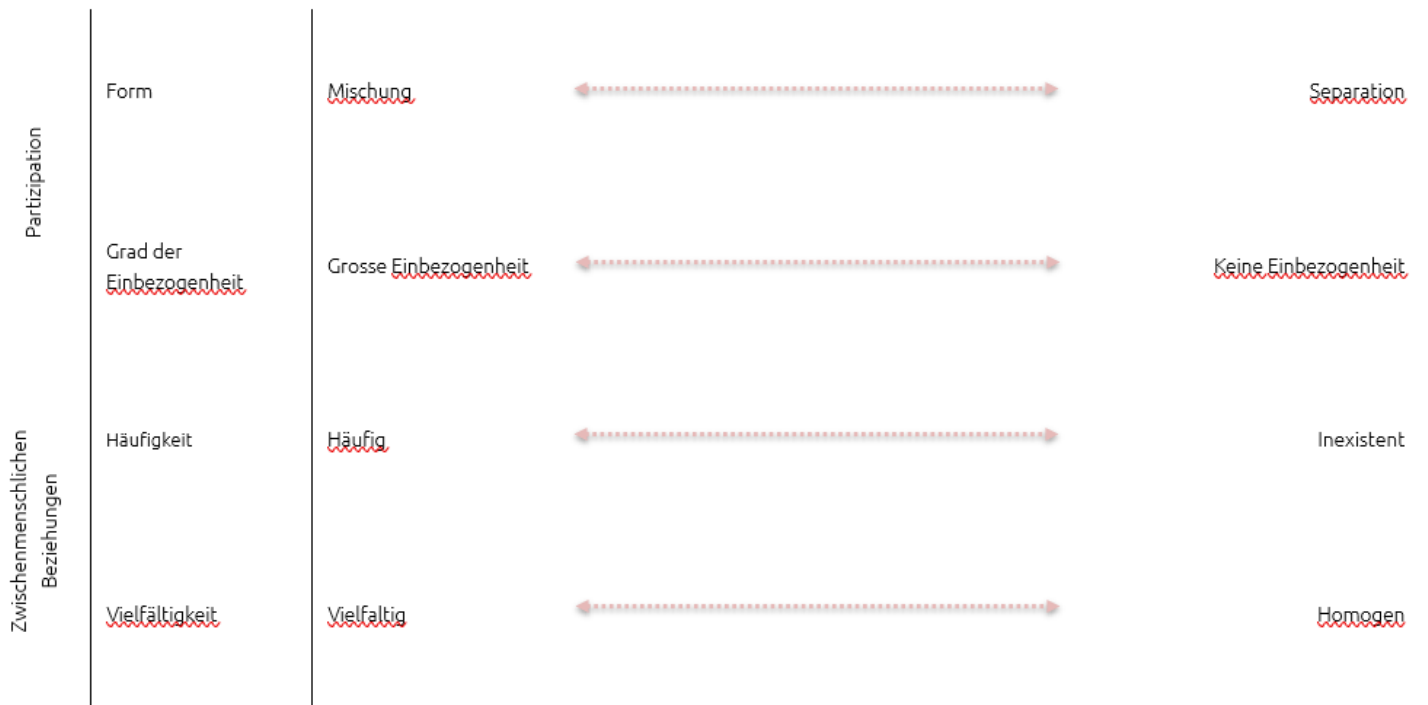 Partizipation
Form
Mischung
Separation
Grad der
Einbezogenheit
Grosse Einbezogenheit
Keine Einbezogenheit
Zwischenmenschlichen
Beziehungen
Häufigkeit
Häufig
Inexistent
Vielfältigkeit
Vielfaltig
Homogen